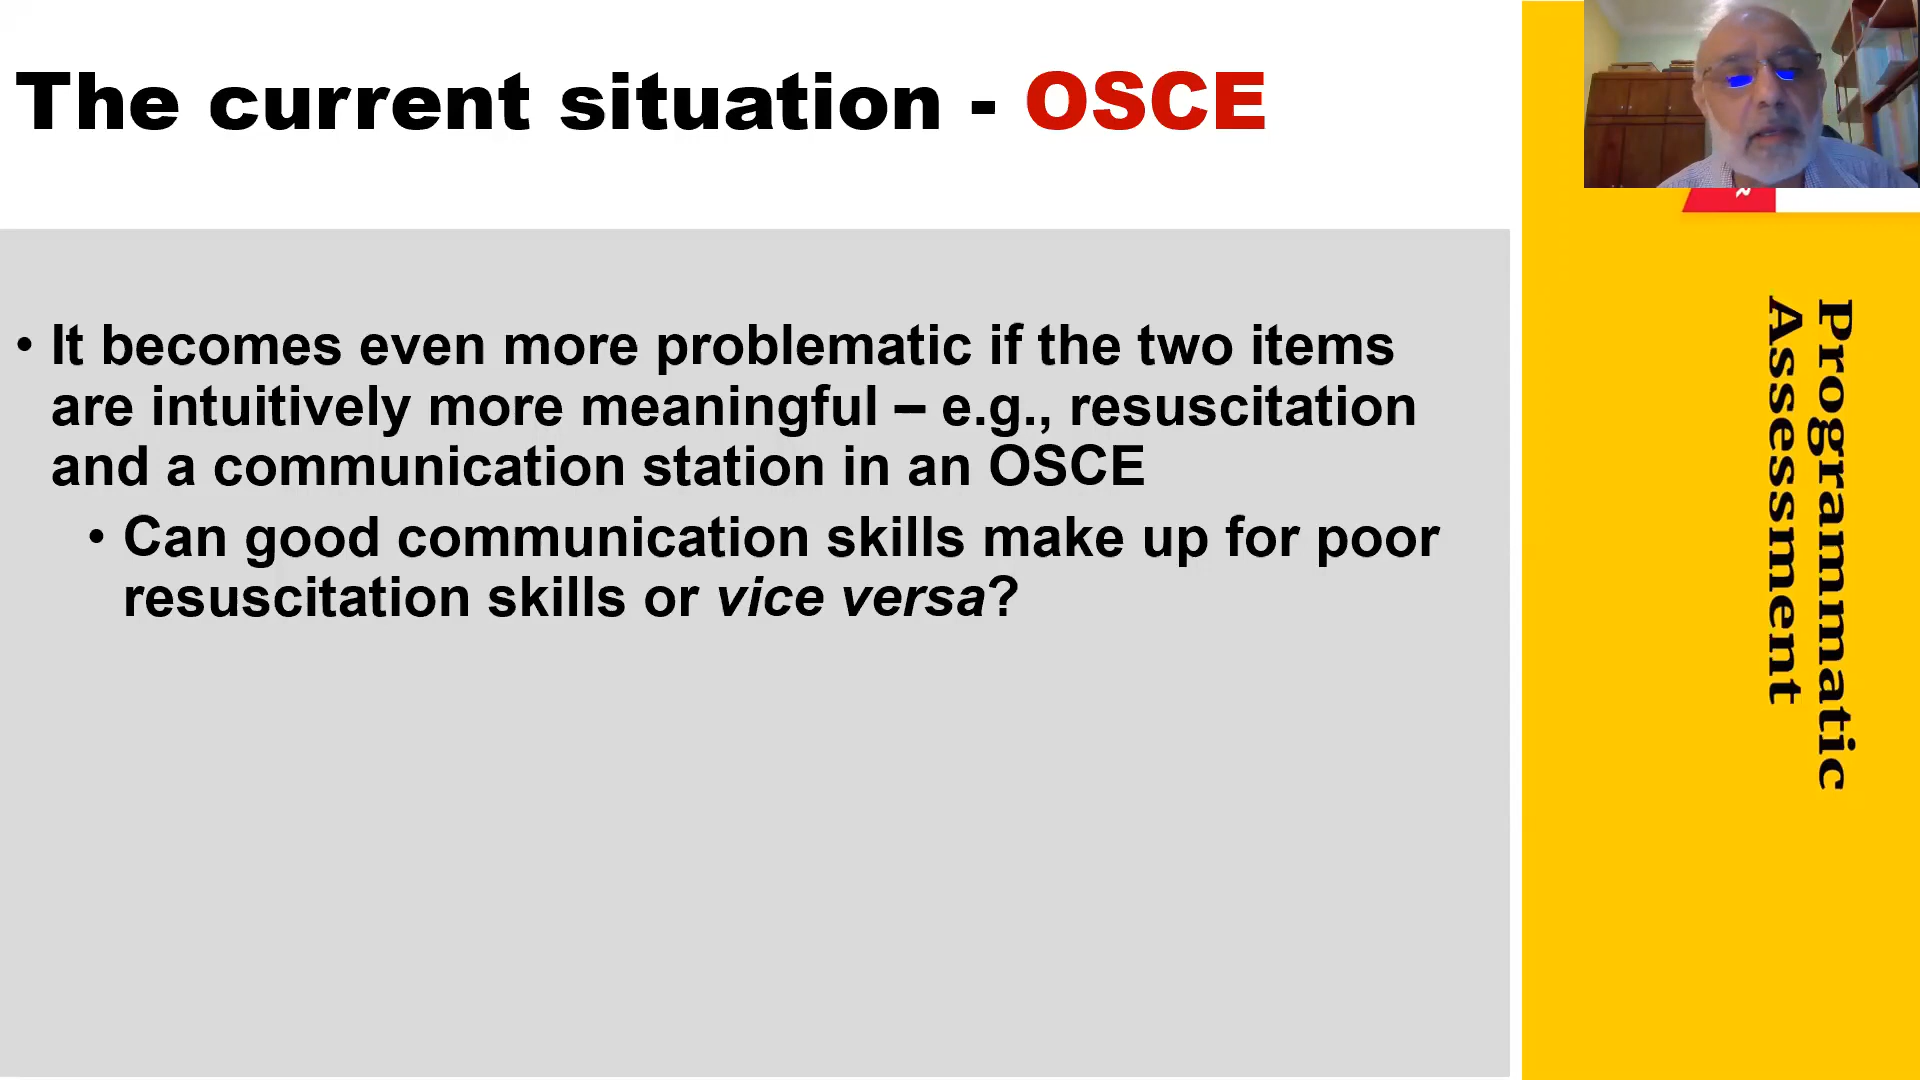 The current situation - OSCE
• It becomes even more problematic if the two items
are intuitively more meaningful – e.g., resuscitation
and a communication station in an OSCE
• Can good communication skills make up for poor
resuscitation skills or vice versa?
Programmatic
Assessment